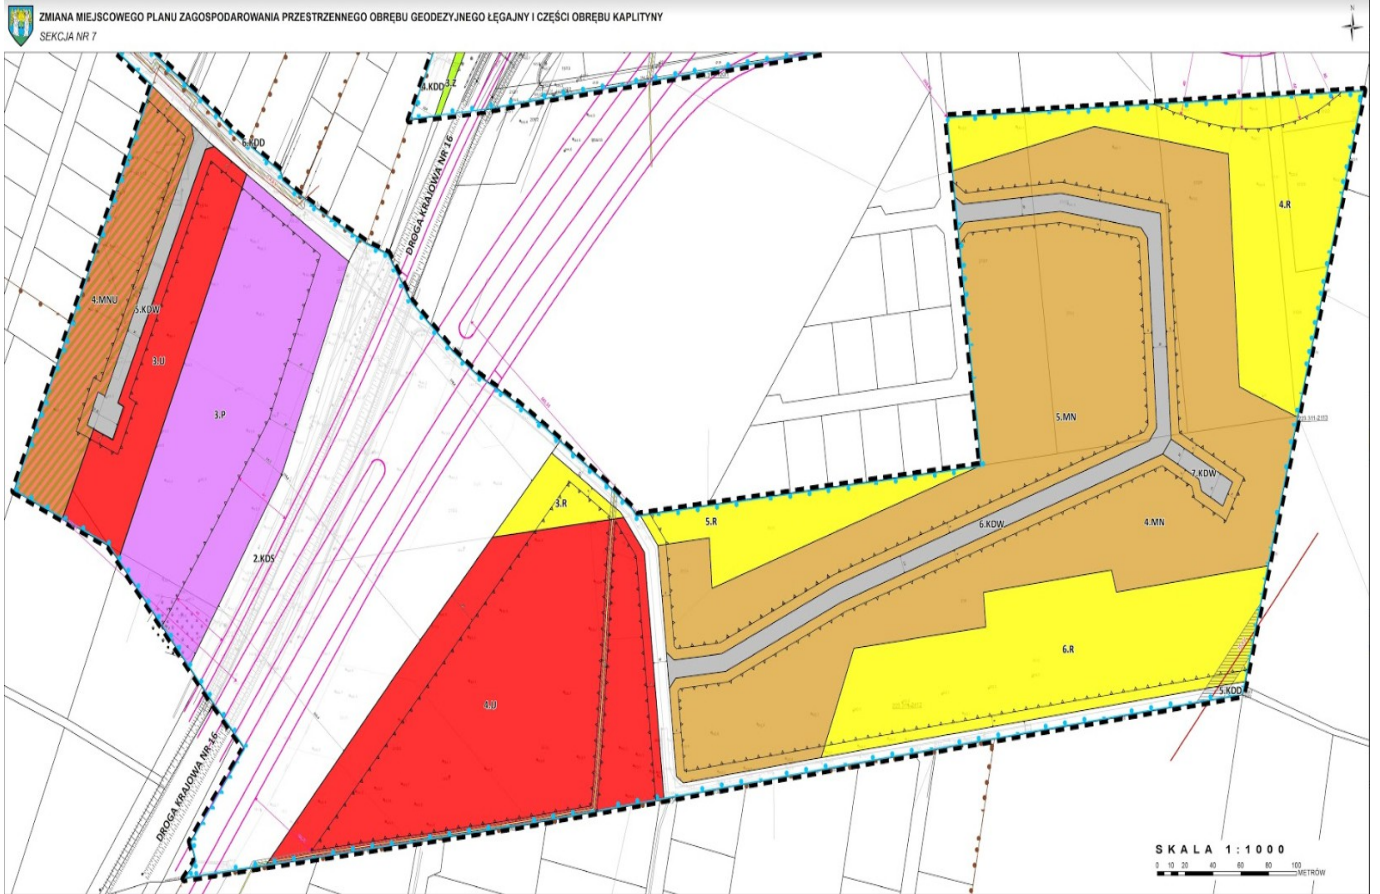 ZMIANA MIEJSCOWEGO PLANU ZAGOSPODAROWANIA PRZESTRZENNEGO OBRĘBU GEODEZYJNEGO ŁĘGAJNY I CZĘŚCI OBRĘBU KAPLITYNY
SEKCJA NR 7
N
4.KDD
3.Z
6.KDD
DROGA KRAJOWA NR 16
4.R
4.MNU
5.KDW
3.U
3.P
5.MN
7.KDW
3.R
5.R
6.KDW
4.MN
2.KDS
6.R
4.U
5.KDD
DROGA KRAJOWA NR 16
SKALA 1:1000
0 10 20 40 60 80 100
METRÓW